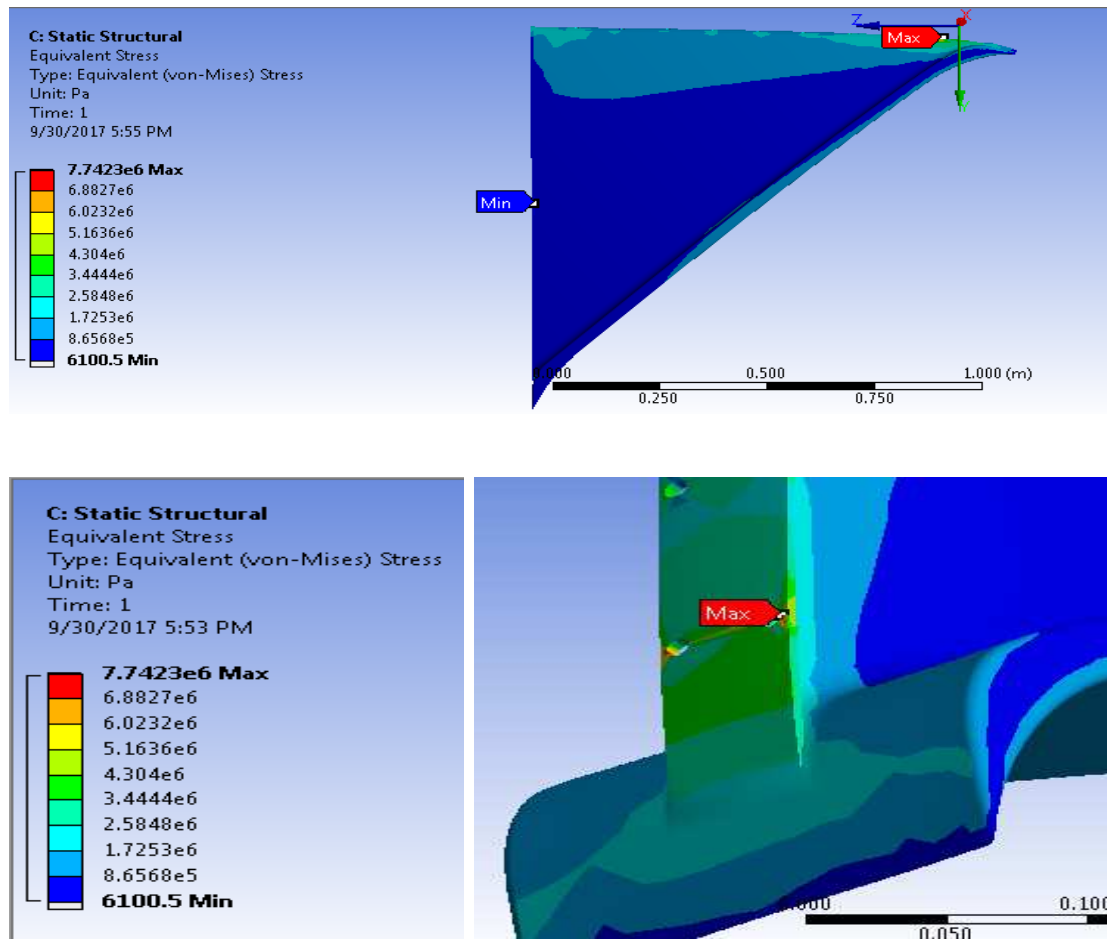 C: Static Structural
Equivalent Stress
Type: Equivalent (von-Mises) Stress
Unit: Pa
Time: 1
9/30/2017 5:55 PM
7.7423e6 Max
6.8827e6
6.0232e6
5.1636e6
4.304e6
3.4444e6
2.5848e6
1.7253e6
8.6568e5
6100.5 Min
Z
X
Max
Y
Min
0.000 0.500 1.000 (m)
0.250 0.750
C: Static Structural
Equivalent Stress
Type: Equivalent (von-Mises) Stress
Unit: Pa
Time: 1
9/30/2017 5:53 PM
7.7423e6 Max
6.8827e6
6.0232e6
5.1636e6
4.304e6
3.4444e6
2.5848e6
1.7253e6
8.6568e5
6100.5 Min
Max
0.100
0.050